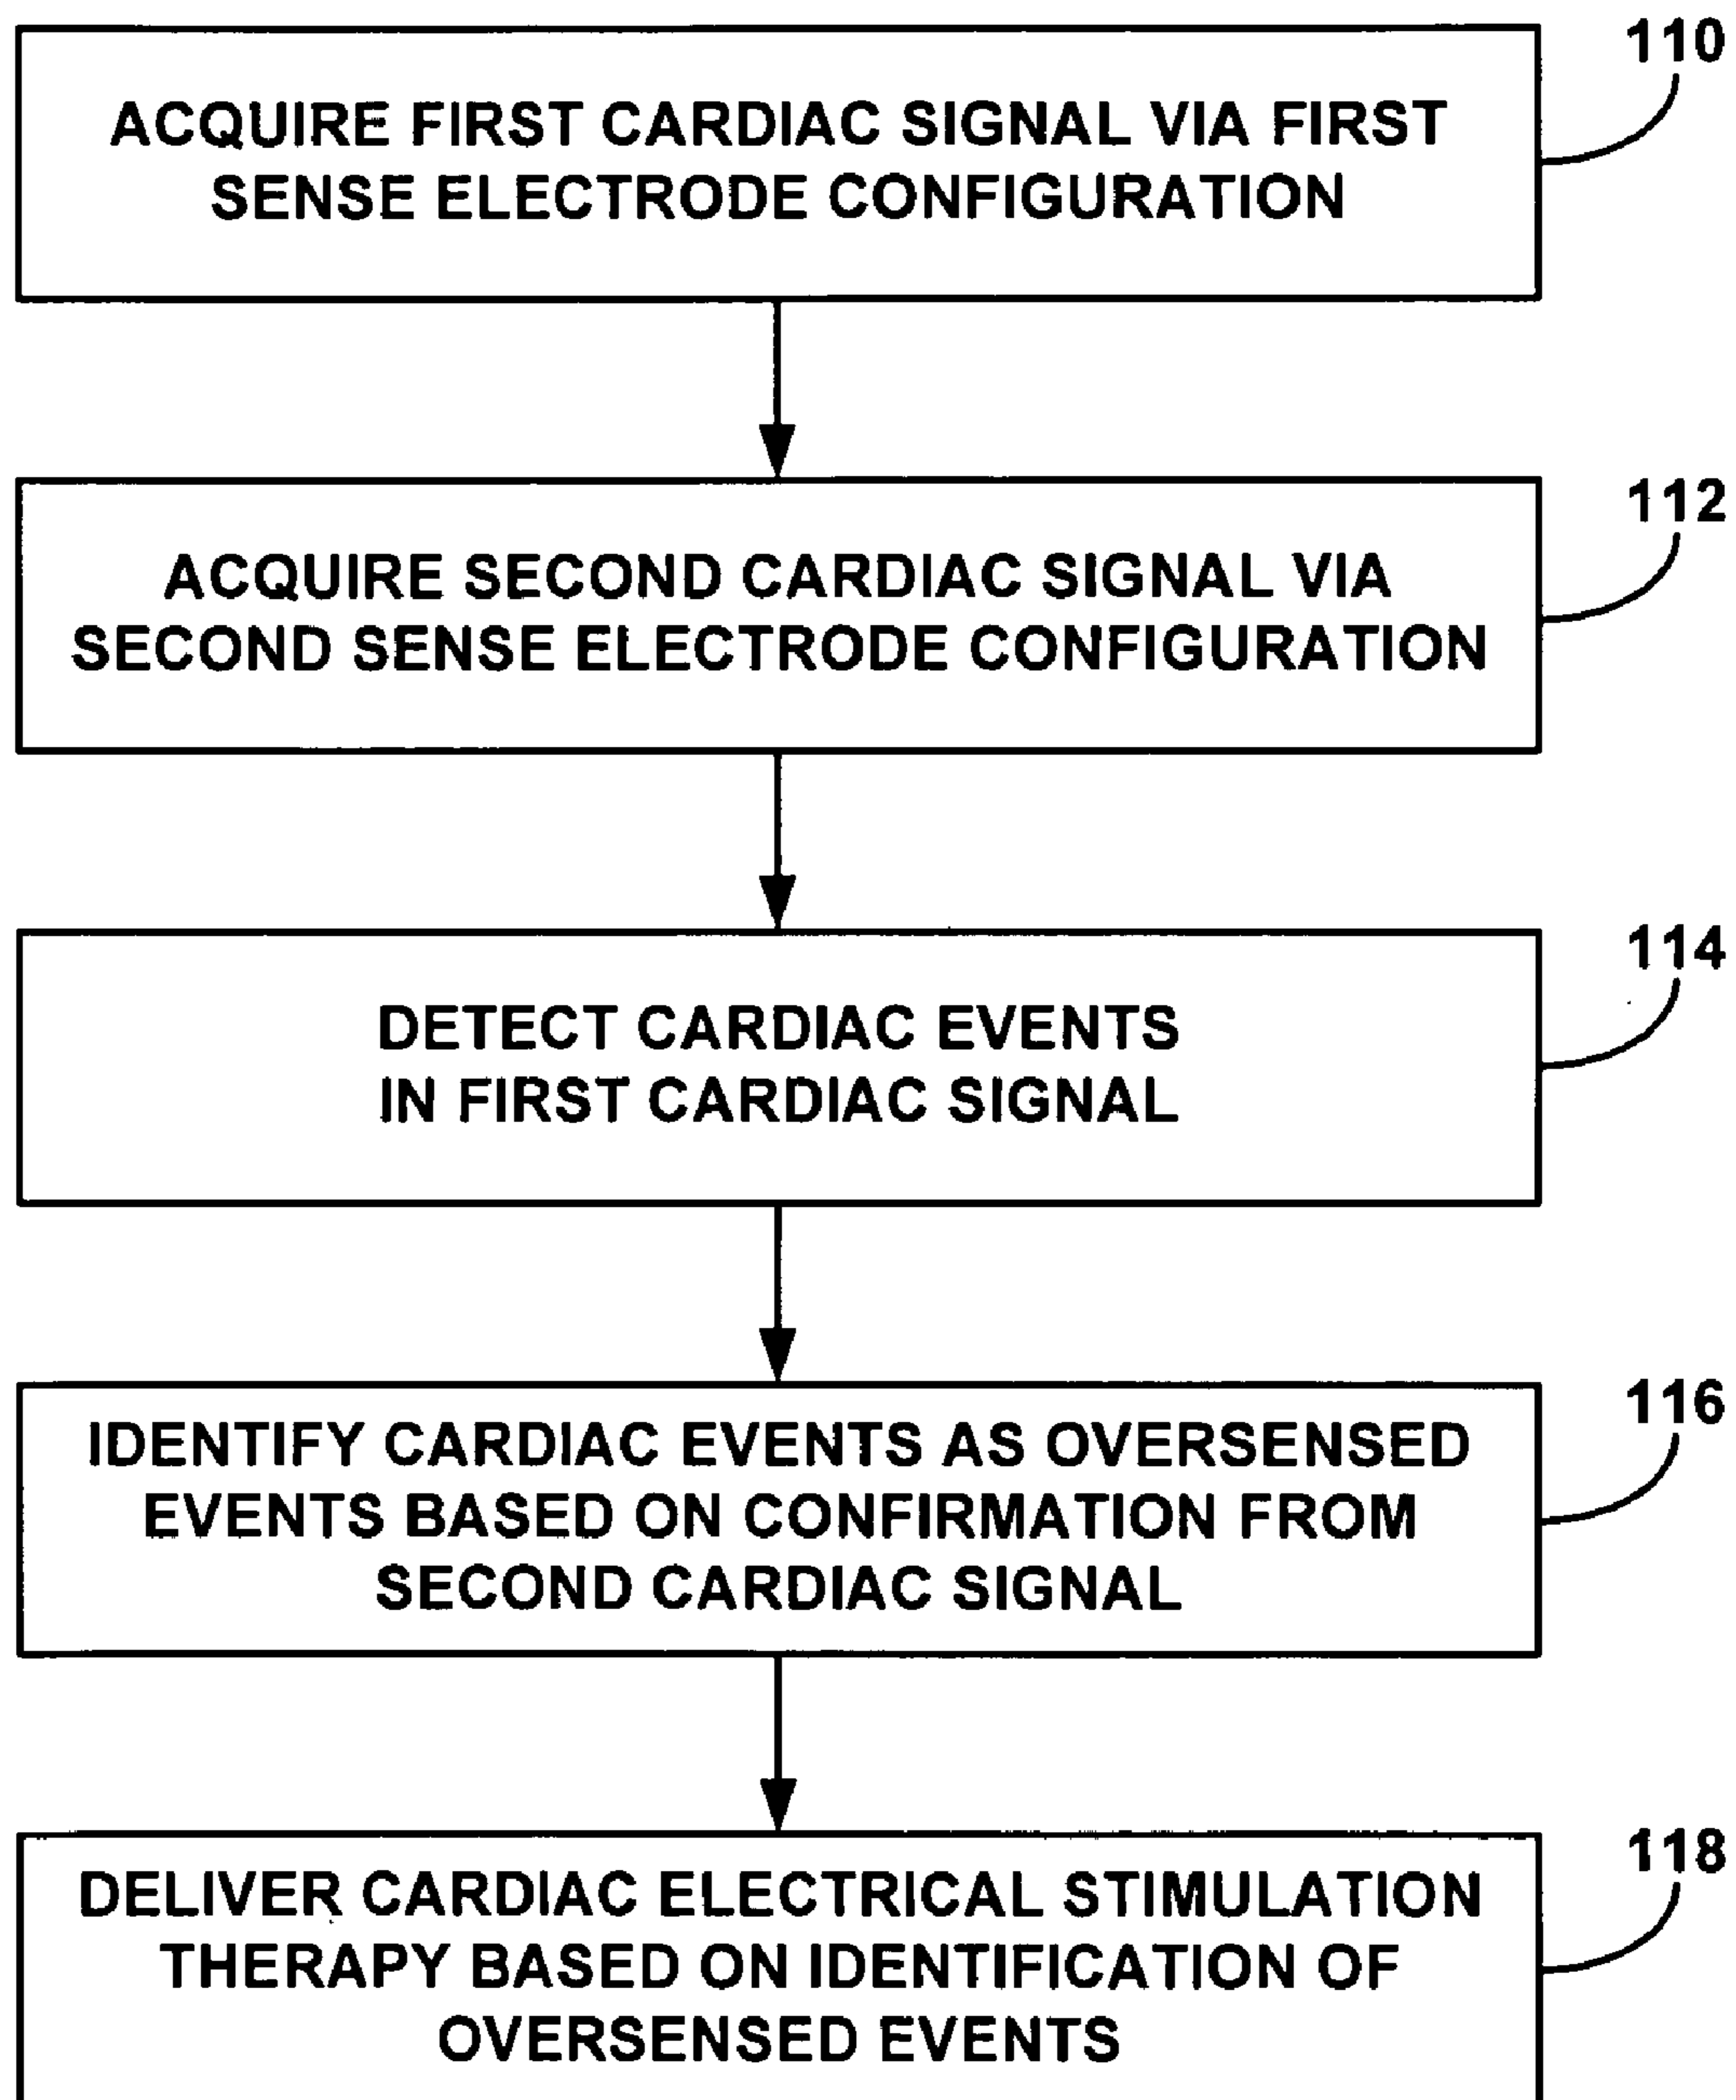 110
ACQUIRE FIRST CARDIAC SIGNAL VIA FIRST
SENSE ELECTRODE CONFIGURATION
112
ACQUIRE SECOND CARDIAC SIGNAL VIA
SECOND SENSE ELECTRODE CONFIGURATION
114
DETECT CARDIAC EVENTS
IN FIRST CARDIAC SIGNAL
116
IDENTIFY CARDIAC EVENTS AS OVERSENSED
EVENTS BASED ON CONFIRMATION FROM
SECOND CARDIAC SIGNAL
118
DELIVER CARDIAC ELECTRICAL STIMULATION
THERAPY BASED ON IDENTIFICATION OF
OVERSENSED EVENTS